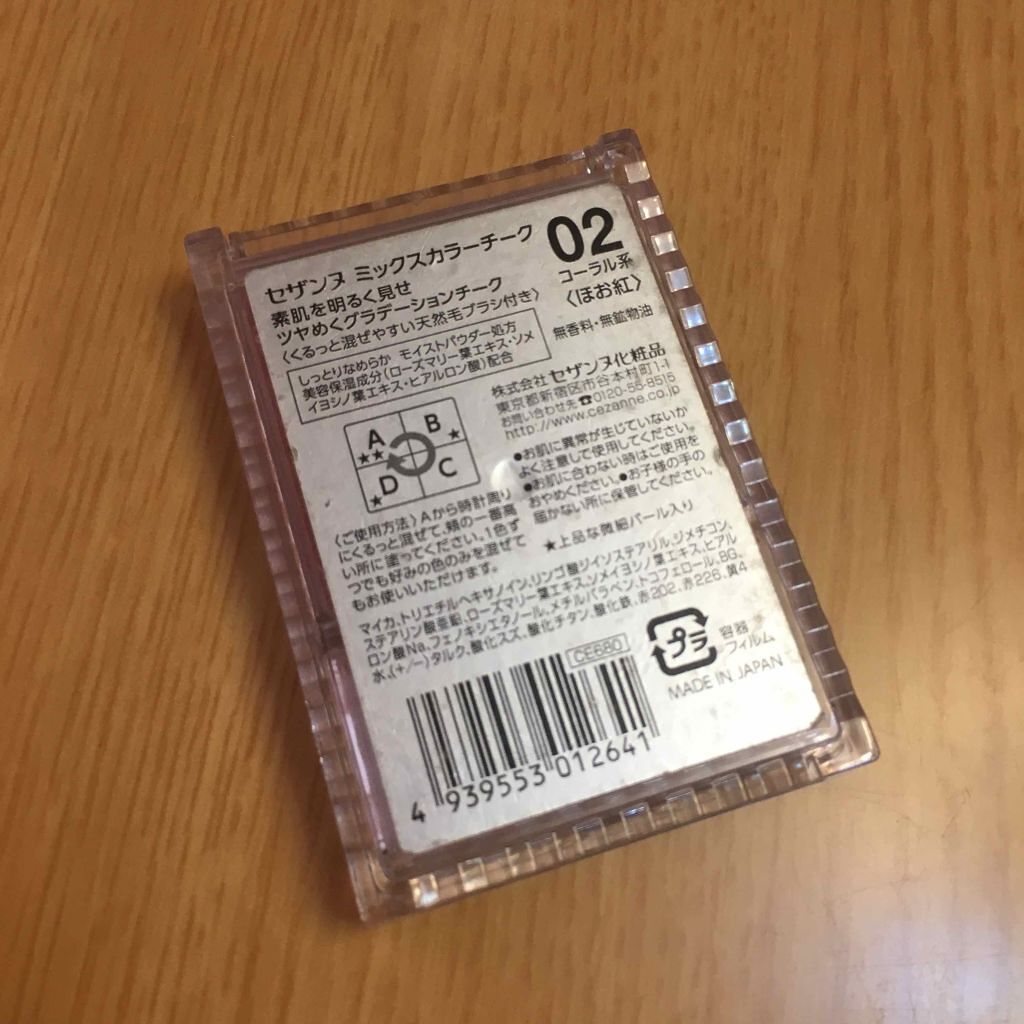 セザンヌ ミックスカラーチーク
素肌を明るく見せ
ツヤめくグラデーションチーク
〈くるっと混ぜやすい天然毛ブラシ付き〉
02
コーラル系
〈ほお紅〉
無香料・無鉱物油
しっとりなめらか モイストパウダー処方
美容保湿成分(ローズマリー葉エキス・ソメ
イヨシノ葉エキス・ヒアルロン酸)配合
株式会社 セザンヌ化粧品
東京都新宿区市谷本村町1-1
お問い合わせ先☎0120-55-8515
http://www.cezanne.co.jp
A
★★
B
★
D
★
C
●お肌に異常が生じていないか
よく注意して使用してください。
●お肌に合わない時はご使用を
おやめください。●お子様の手の
届かない所に保管してください。
〈ご使用方法〉Aから時計周り
にくるっと混ぜて、頬の一番高
い所に塗ってください。1色ず
つでも好みの色のみを混ぜて
もお使いいただけます。
★上品な微細パール入り
マイカ、トリエチルヘキサノイン、リンゴ酸ジイソステアリル、ジメチコン、
ステアリン酸亜鉛、ローズマリー葉エキス、ソメイヨシノ葉エキス、ヒアル
ロン酸Na、フェノキシエタノール、メチルパラベン、トコフェロール、BG、
水、(+/−)タルク、酸化スズ、酸化チタン、酸化鉄、赤202、赤226、黄4
CE680
プラ
容器
フィルム
MADE IN JAPAN
4 939553 012641